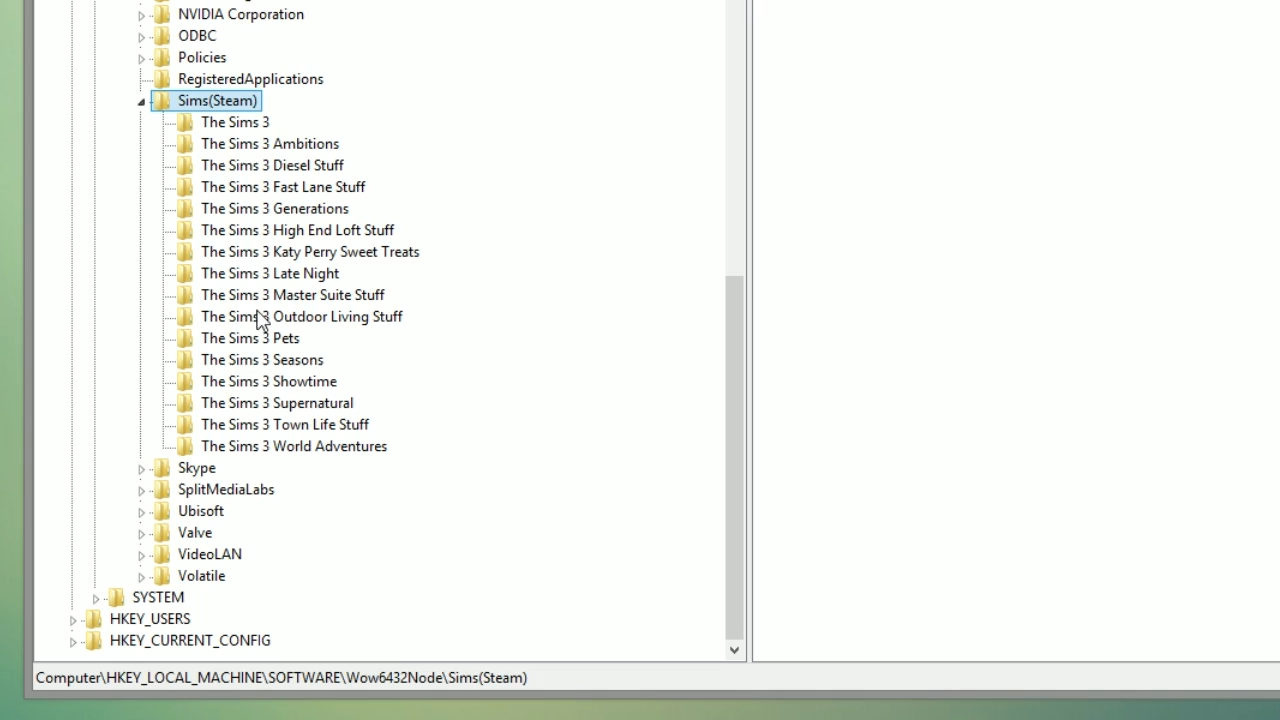 NVIDIA Corporation
ODBC
Policies
RegisteredApplications
Sims(Steam)
The Sims 3
The Sims 3 Ambitions
The Sims 3 Diesel Stuff
The Sims 3 Fast Lane Stuff
The Sims 3 Generations
The Sims 3 High End Loft Stuff
The Sims 3 Katy Perry Sweet Treats
The Sims 3 Late Night
The Sims 3 Master Suite Stuff
The Sims 3 Outdoor Living Stuff
The Sims 3 Pets
The Sims 3 Seasons
The Sims 3 Showtime
The Sims 3 Supernatural
The Sims 3 Town Life Stuff
The Sims 3 World Adventures
Skype
SplitMediaLabs
Ubisoft
Valve
VideoLAN
Volatile
SYSTEM
HKEY_USERS
HKEY_CURRENT_CONFIG
Computer\HKEY_LOCAL_MACHINE\SOFTWARE\Wow6432Node\Sims(Steam)